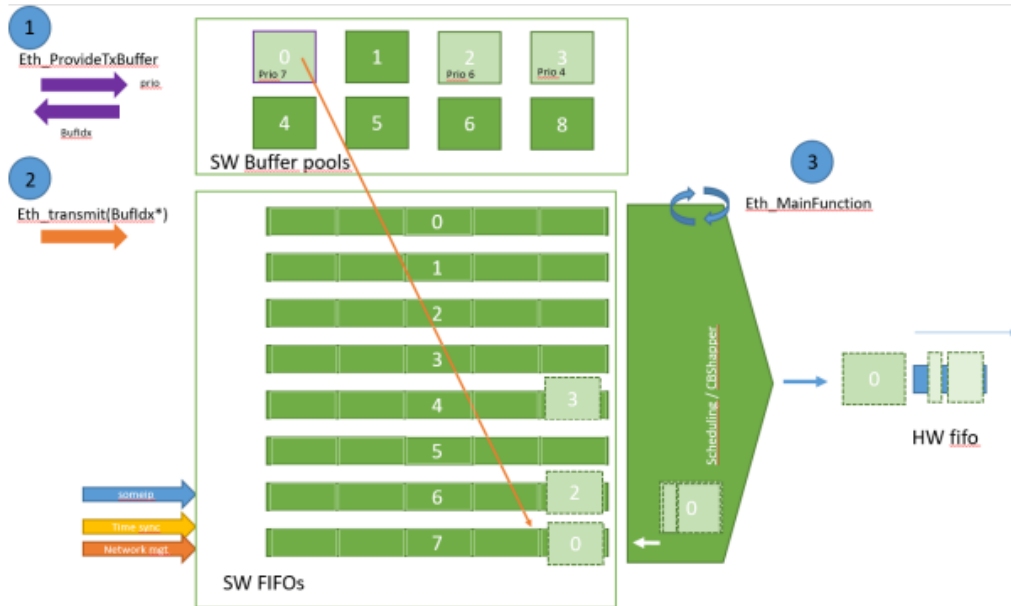 1
Eth_ProvideTxBuffer
prio
BufIdx
2
Eth_transmit(BufIdx*)
0
Prio 7
1
2
Prio 6
3
Prio 4
4
5
6
8
SW Buffer pools
0
1
2
3
4
3
5
6
2
7
0
SW FIFOs
someip
Time sync
Network mgt
3
Eth_MainFunction
Scheduling / CBShapper
0
0
HW fifo